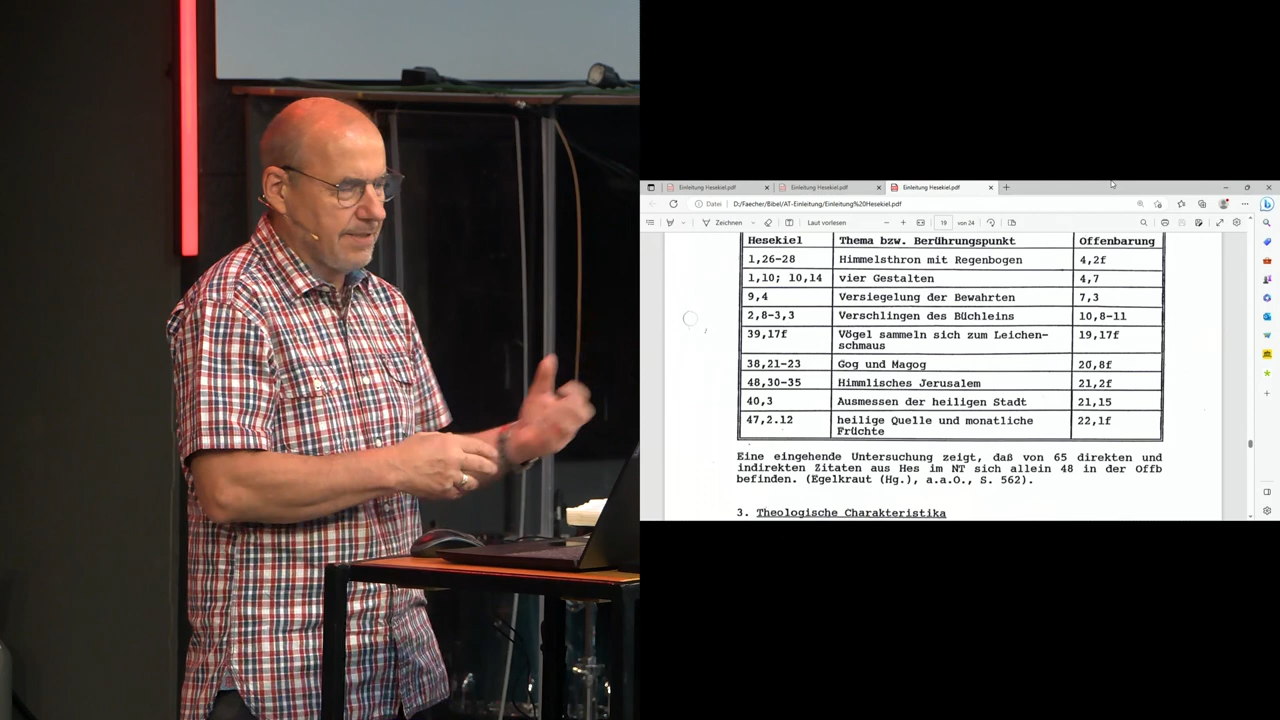 Einleitung Hesekiel.pdf
Einleitung Hesekiel.pdf
Einleitung Hesekiel.pdf
Datei D:/Faecher/Bibel/AT-Einleitung/Einleitung%20Hesekiel.pdf
Zeichnen Laut vorlesen 19 von 24
Hesekiel Thema bzw. Berührungspunkt Offenbarung
1,26-28 Himmelsthron mit Regenbogen 4,2f
1,10; 10,14 vier Gestalten 4,7
9,4 Versiegelung der Bewahrten 7,3
2,8-3,3 Verschlingen des Büchleins 10,8-11
39,17f Vögel sammeln sich zum Leichen- 19,17f
schmaus
38,21-23 Gog und Magog 20,8f
48,30-35 Himmlisches Jerusalem 21,2f
40,3 Ausmessen der heiligen Stadt 21,15
47,2.12 heilige Quelle und monatliche 22,1f
Früchte
Eine eingehende Untersuchung zeigt, daß von 65 direkten und
indirekten Zitaten aus Hes im NT sich allein 48 in der Offb
befinden. (Egelkraut (Hg.), a.a.O., S. 562).
3. Theologische Charakteristika